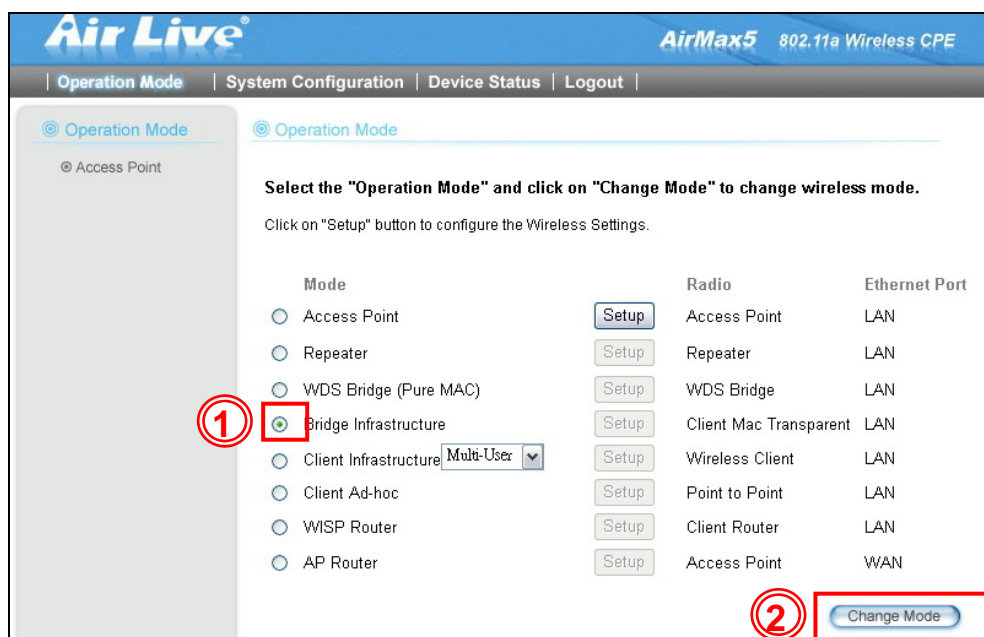 Air Live®
AirMax5 802.11a Wireless CPE
| Operation Mode | System Configuration | Device Status | Logout |
Operation Mode
Access Point
Operation Mode
Select the "Operation Mode" and click on "Change Mode" to change wireless mode.
Click on "Setup" button to configure the Wireless Settings.
Mode Radio Ethernet Port
Access Point Setup Access Point LAN
Repeater Setup Repeater LAN
WDS Bridge (Pure MAC) Setup WDS Bridge LAN
1 Bridge Infrastructure Setup Client Mac Transparent LAN
Client Infrastructure Multi-User Setup Wireless Client LAN
Client Ad-hoc Setup Point to Point LAN
WISP Router Setup Client Router LAN
AP Router Setup Access Point WAN
2 Change Mode